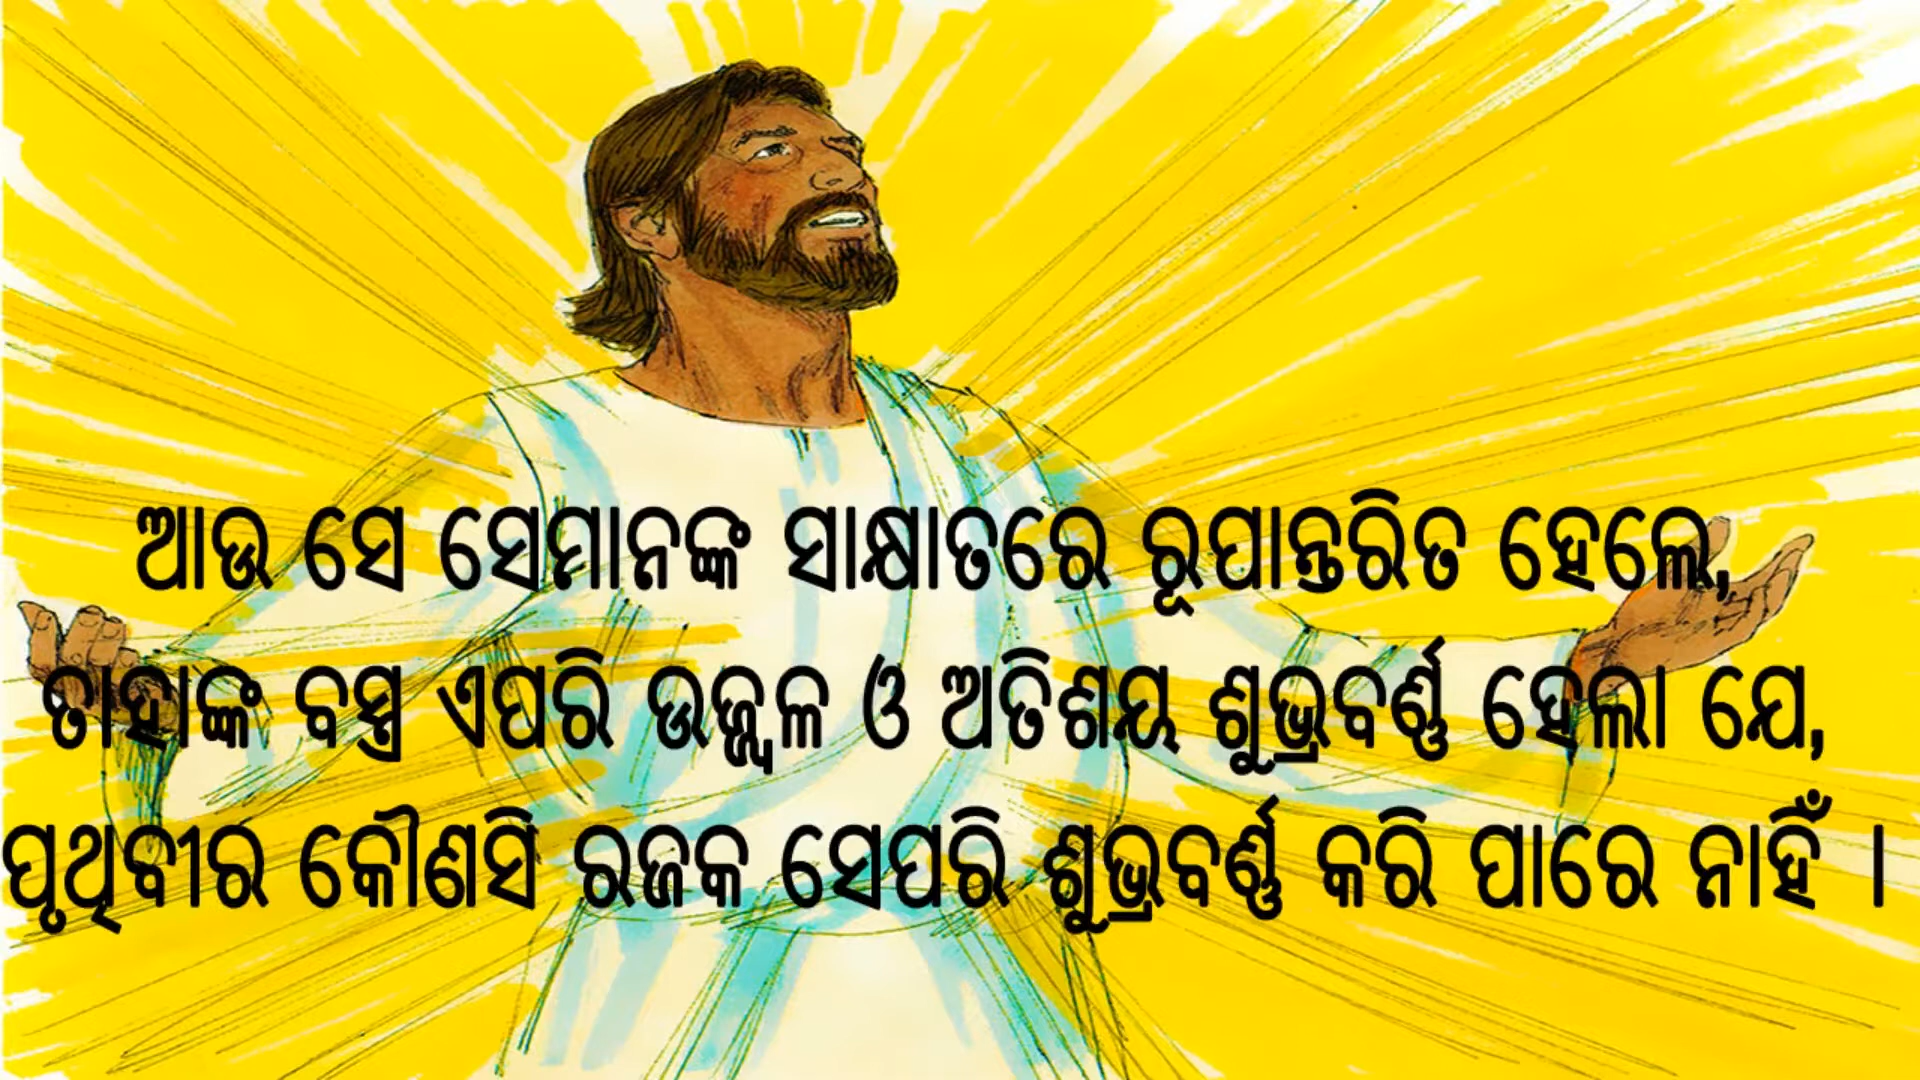 ଆଉ ସେ ସେମାନଙ୍କ ସାକ୍ଷାତରେ ରୂପାନ୍ତରିତ ହେଲେ,
ତାହାଙ୍କ ବସ୍ତ୍ର ଏପରି ଉଜ୍ଜ୍ୱଳ ଓ ଅତିଶୟ ଶୁଭ୍ରବର୍ଣ୍ଣ ହେଲା ଯେ,
ପୃଥିବୀର କୌଣସି ରଜକ ସେପରି ଶୁଭ୍ରବର୍ଣ୍ଣ କରି ପାରେ ନାହିଁ ।